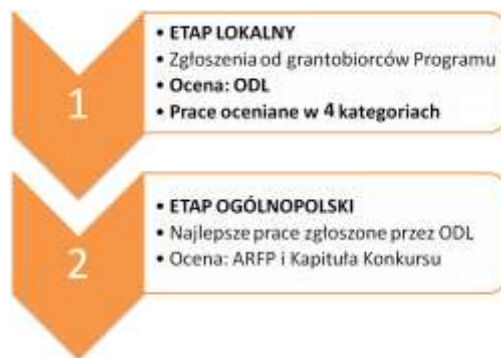 1
• ETAP LOKALNY
• Zgłoszenia od grantobiorców Programu
• Ocena: ODL
• Prace oceniane w 4 kategoriach
2
• ETAP OGÓLNOPOLSKI
• Najlepsze prace zgłoszone przez ODL
• Ocena: ARFP i Kapituła Konkursu